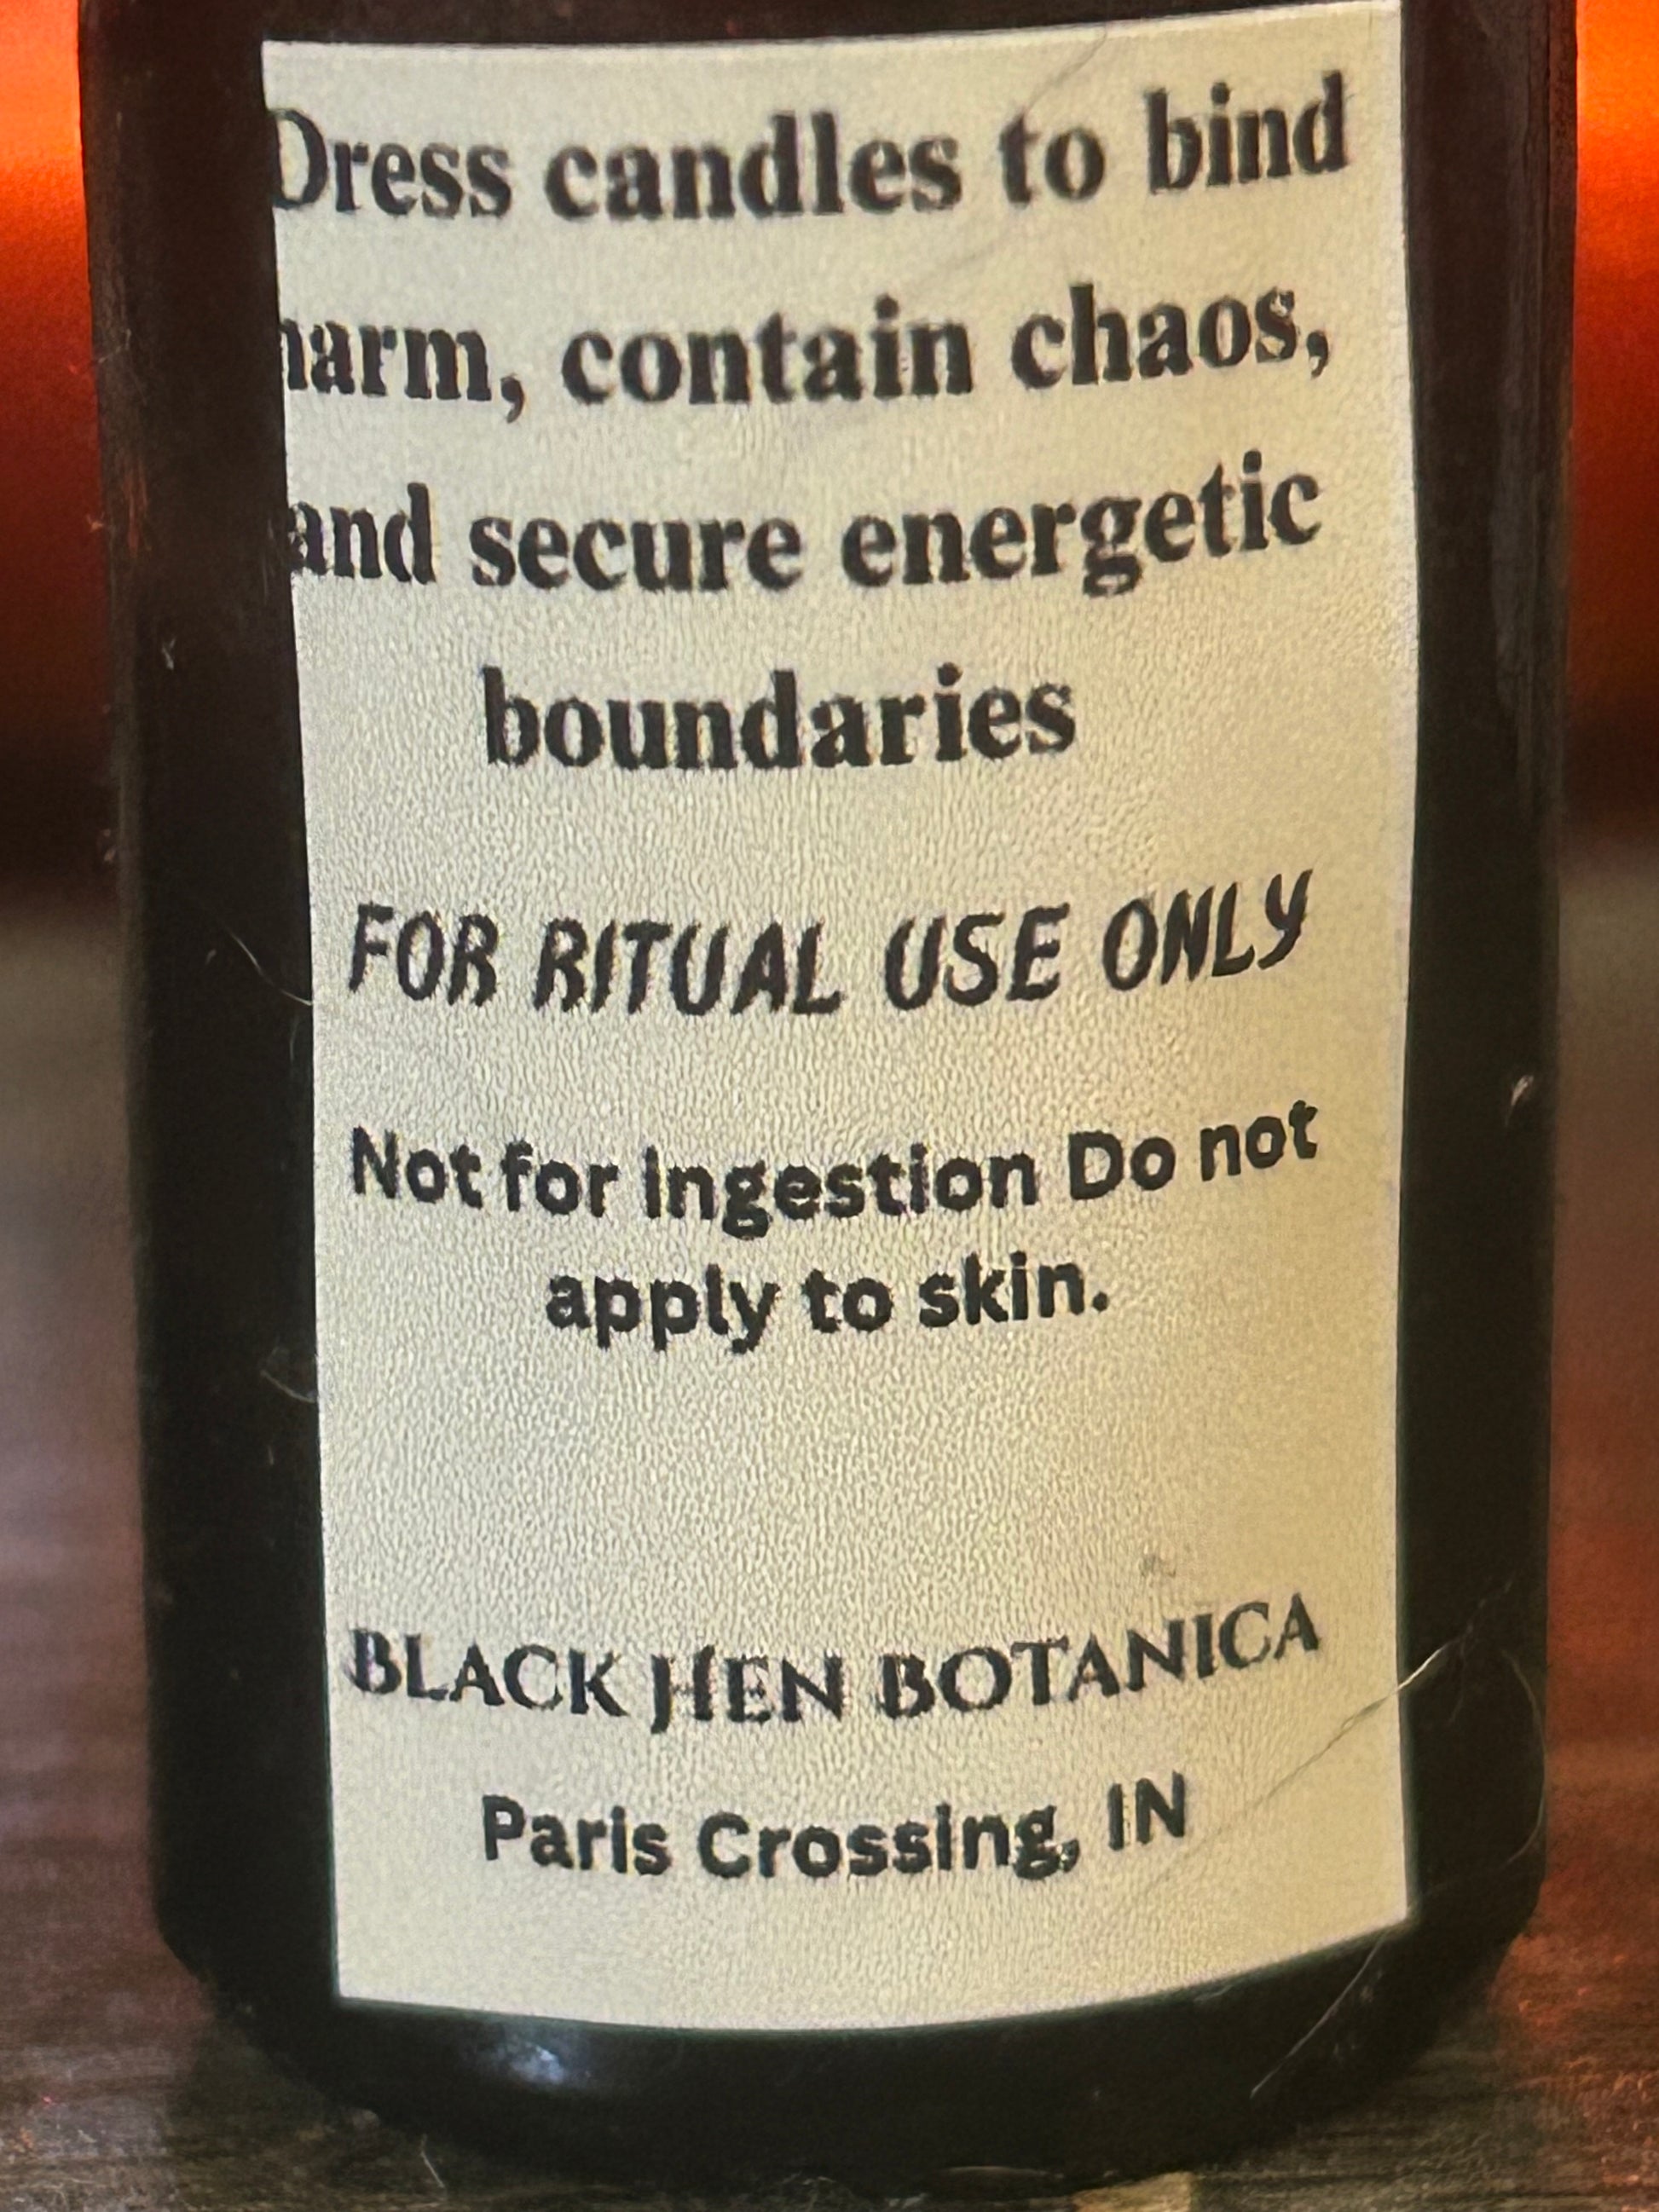 Dress candles to bind
harm, contain chaos,
and secure energetic
boundaries
FOR RITUAL USE ONLY
Not for Ingestion Do not
apply to skin.
BLACK HEN BOTANICA
Paris Crossing, IN